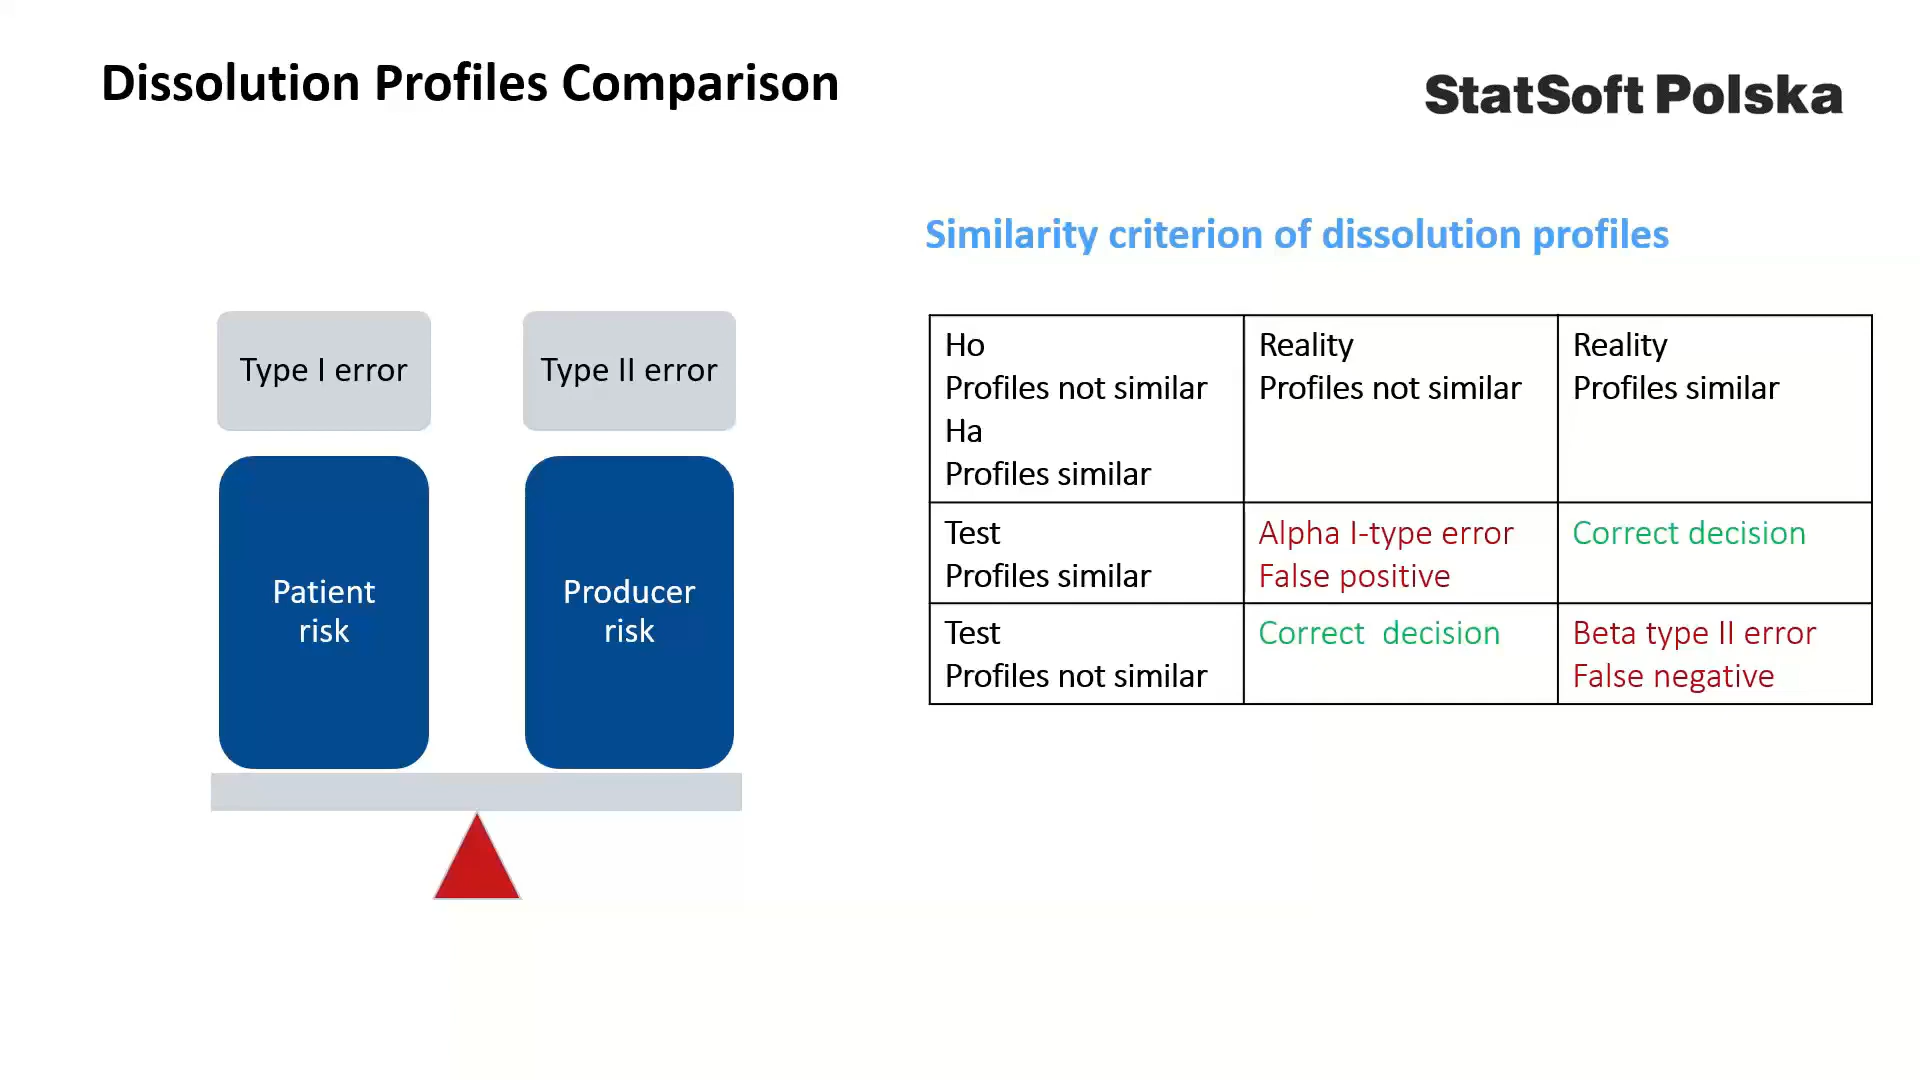 Dissolution Profiles Comparison
StatSoft Polska
Similarity criterion of dissolution profiles
Type I error
Type II error
Patient
risk
Producer
risk
Ho
Profiles not similar
Ha
Profiles similar
Reality
Profiles not similar
Reality
Profiles similar
Test
Profiles similar
Alpha I-type error
False positive
Correct decision
Test
Profiles not similar
Correct  decision
Beta type II error
False negative